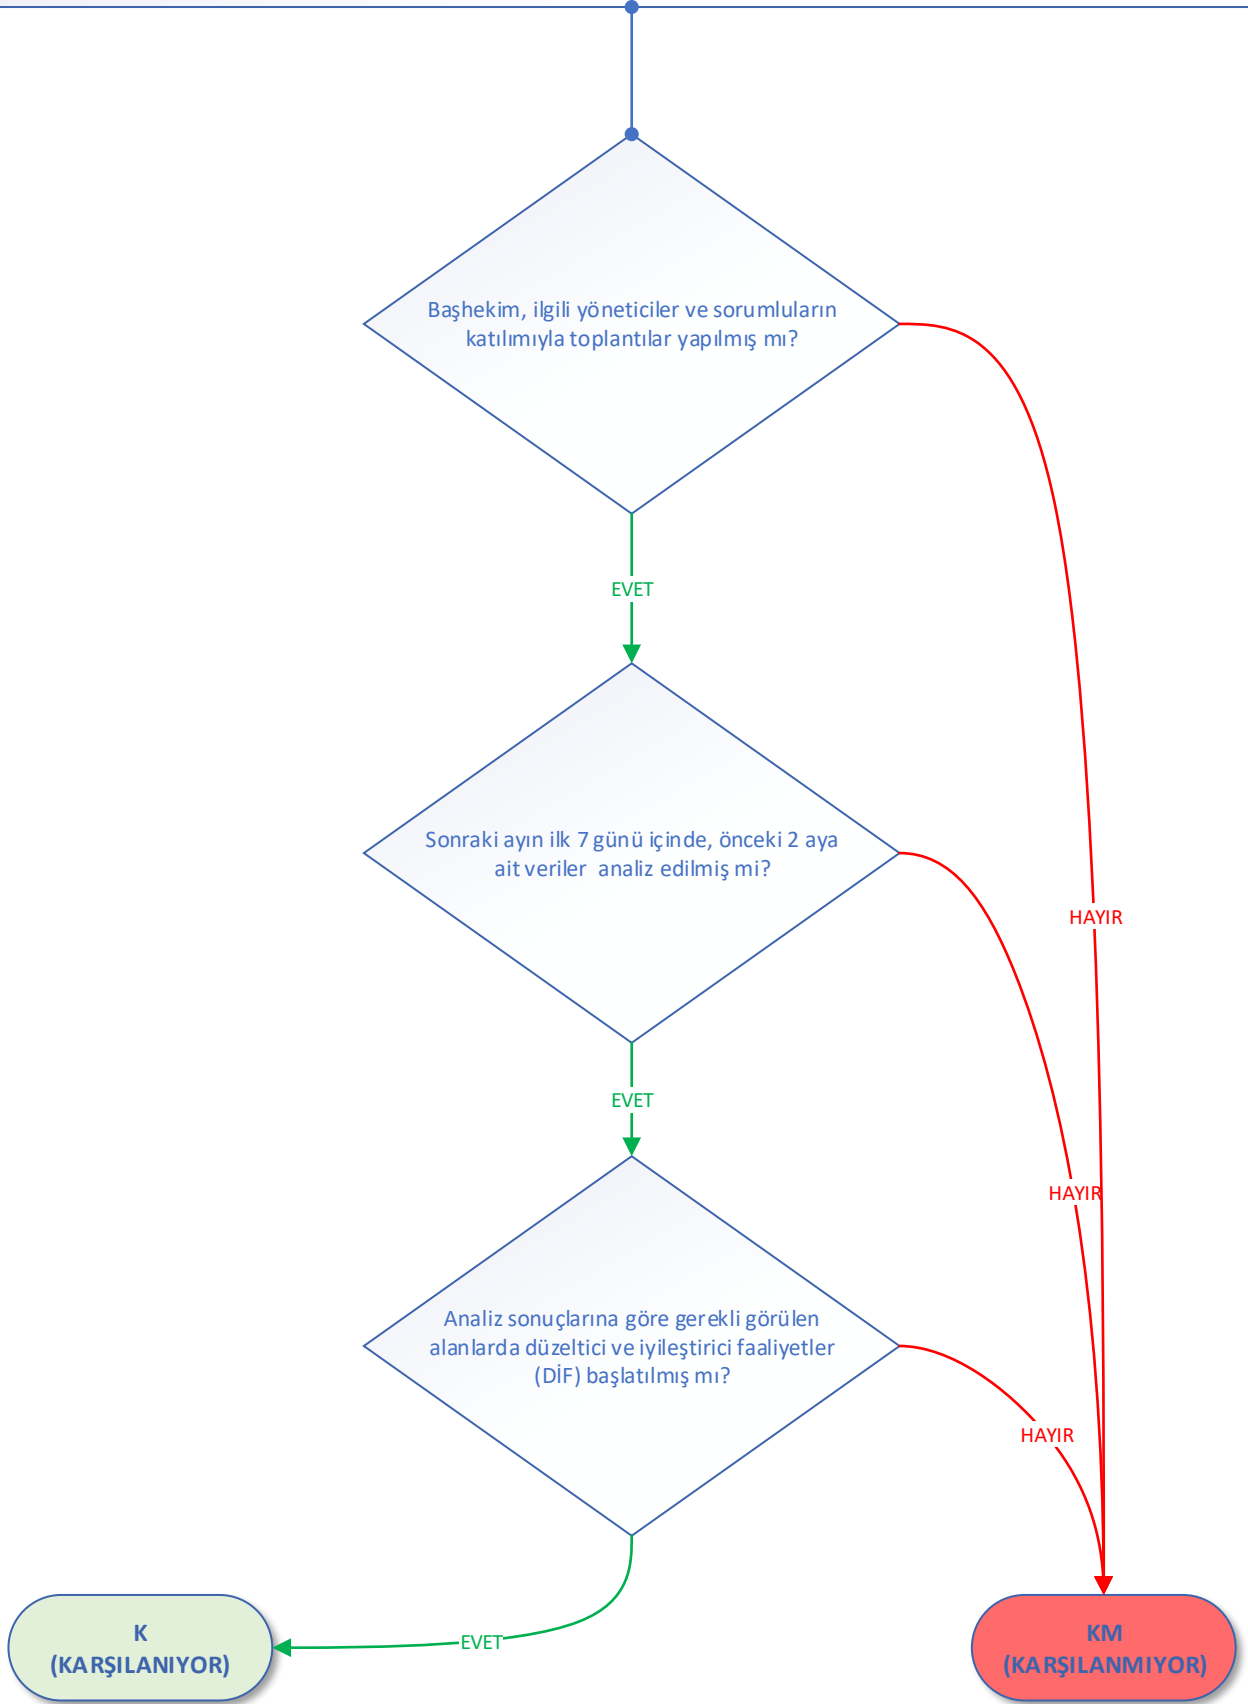 Başhekim, ilgili yöneticiler ve sorumluların
katılımıyla toplantılar yapılmış mı?
EVET
Sonraki ayın ilk 7 günü içinde, önceki 2 aya
ait veriler analiz edilmiş mi?
HAYIR
EVET
HAYIR
Analiz sonuçlarına göre gerekli görülen
alanlarda düzeltici ve iyileştirici faaliyetler
(DİF) başlatılmış mı?
HAYIR
EVET
K
(KARŞILANIYOR)
KM
(KARŞILANMIYOR)